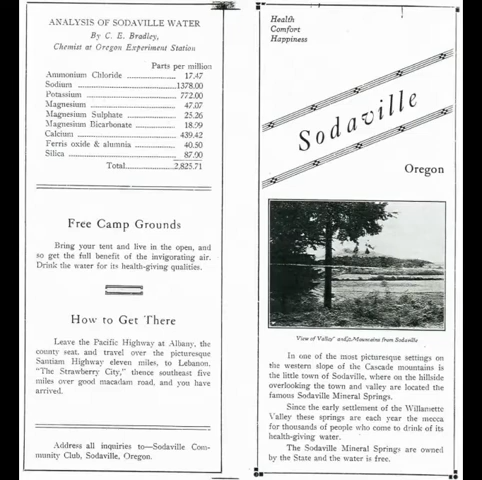 ANALYSIS OF SODAVILLE WATER
By C. E. Bradley,
Chemist at Oregon Experiment Station
Parts per million
Ammonium Chloride 17.47
Sodium 1378.00
Potassium 772.00
Magnesium 47.07
Magnesium Sulphate 25.26
Magnesium Bicarbonate 18.99
Calcium 439.42
Ferris oxide & alumnia 40.50
Silica 87.90
Total 2,825.71
Free Camp Grounds
Bring your tent and live in the open, and
so get the full benefit of the invigorating air.
Drink the water for its health-giving qualities.
How to Get There
Leave the Pacific Highway at Albany, the
county seat, and travel over the picturesque
Santiam Highway eleven miles, to Lebanon,
"The Strawberry City," thence southeast five
miles over good macadam road, and you have
arrived.
Address all inquiries to—Sodaville Com-
munity Club, Sodaville, Oregon.
Health
Comfort
Happiness
Sodaville
Oregon
View of Valley and Mountains from Sodaville
In one of the most picturesque settings on
the western slope of the Cascade mountains is
the little town of Sodaville, where on the hillside
overlooking the town and valley are located the
famous Sodaville Mineral Springs.
Since the early settlement of the Willamette
Valley these springs are each year the mecca
for thousands of people who come to drink of its
health-giving water.
The Sodaville Mineral Springs are owned
by the State and the water is free.